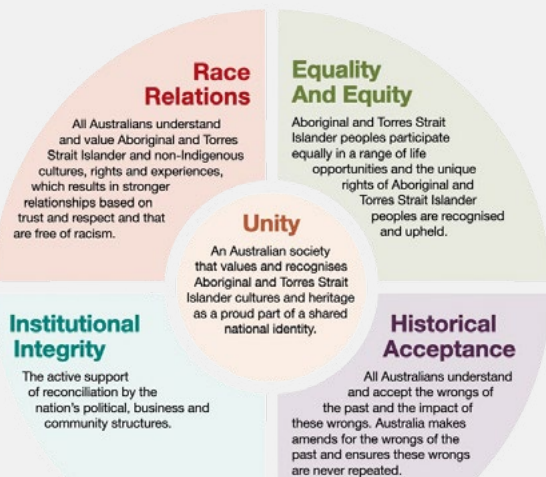 Race
Relations
All Australians understand
and value Aboriginal and Torres
Strait Islander and non-Indigenous
cultures, rights and experiences,
which results in stronger
relationships based on
trust and respect and that
are free of racism.
Equality
And Equity
Aboriginal and Torres Strait
Islander peoples participate
equally in a range of life
opportunities and the unique
rights of Aboriginal and
Torres Strait Islander
peoples are recognised
and upheld.
Unity
An Australian society
that values and recognises
Aboriginal and Torres Strait
Islander cultures and heritage
as a proud part of a shared
national identity.
Institutional
Integrity
The active support
of reconciliation by the
nation's political, business and
community structures.
Historical
Acceptance
All Australians understand
and accept the wrongs of
the past and the impact of
these wrongs. Australia makes
amends for the wrongs of the
past and ensures these wrongs
are never repeated.